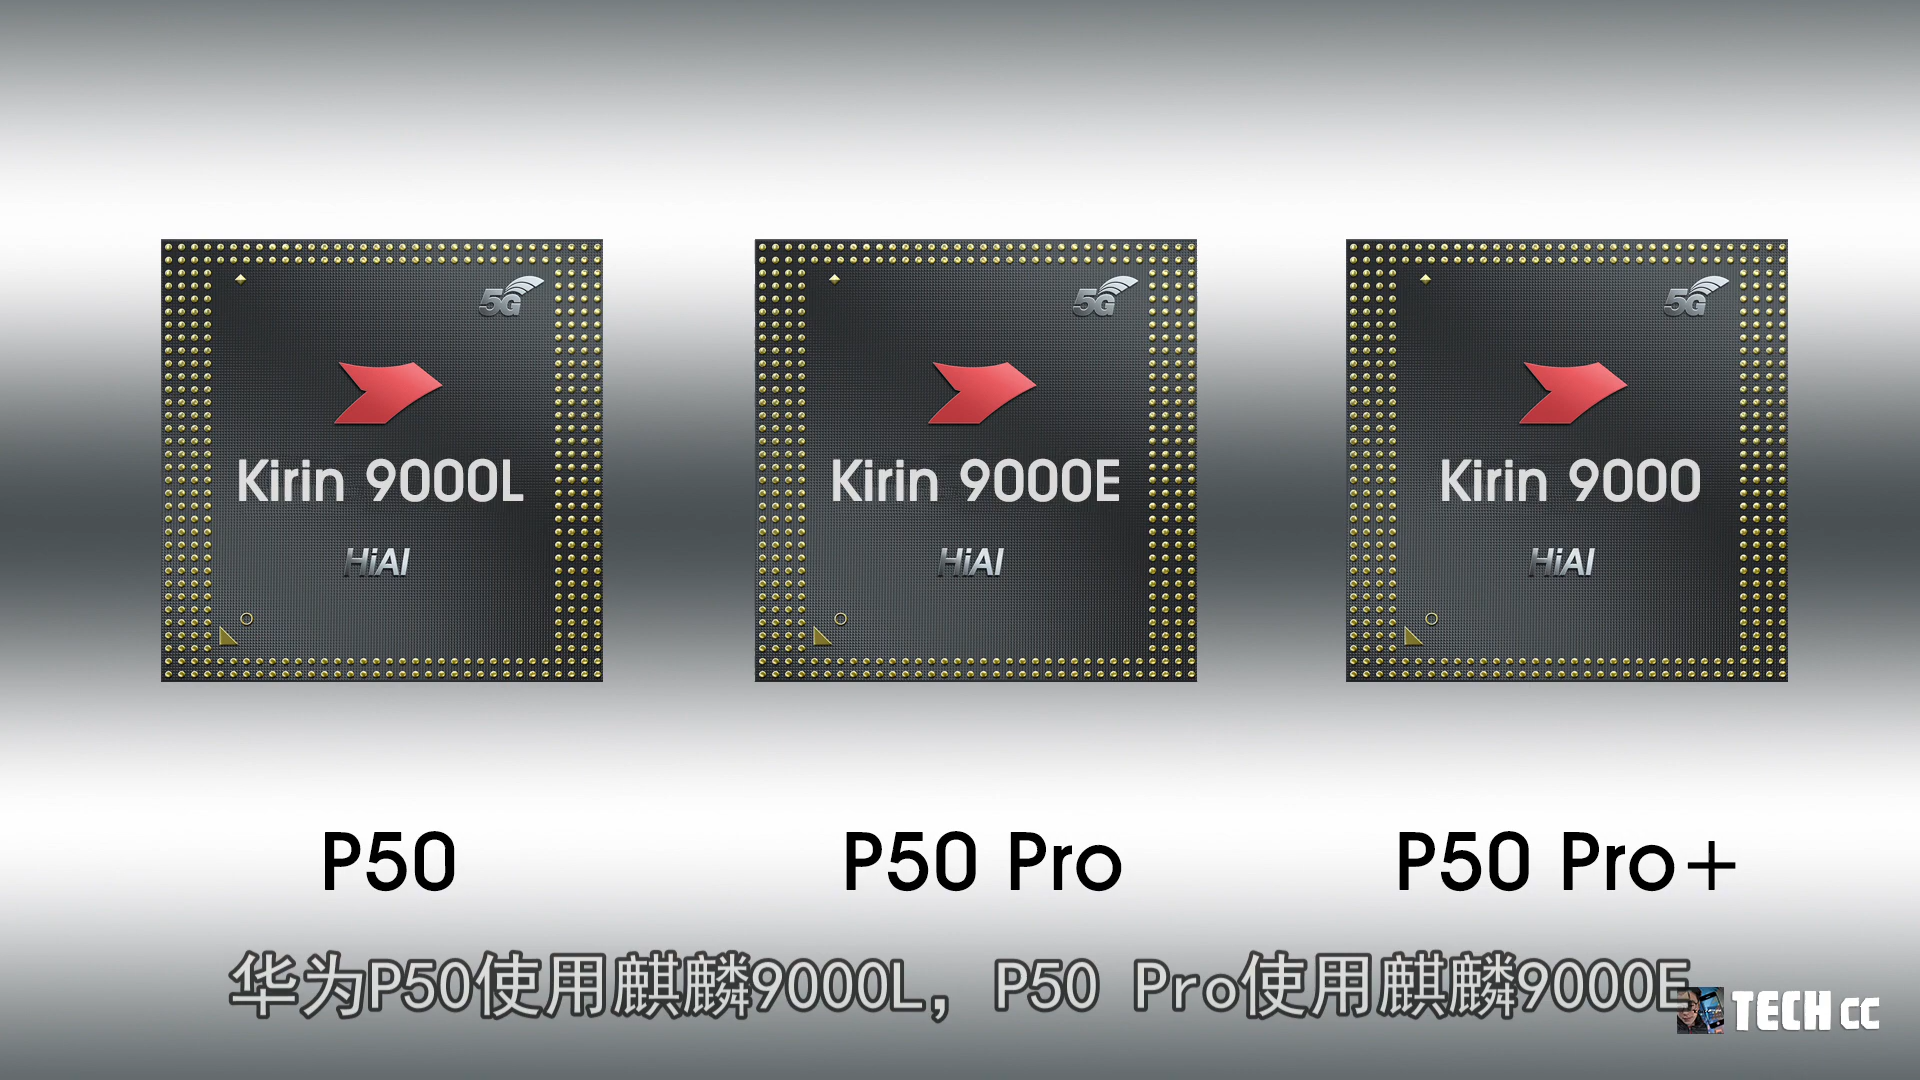 5G 5G 5G
Kirin 9000L Kirin 9000E Kirin 9000
HiAI HiAI HiAI
P50 P50 Pro P50 Pro+
华为P50使用麒麟9000L，P50 Pro使用麒麟9000E
TECH CC